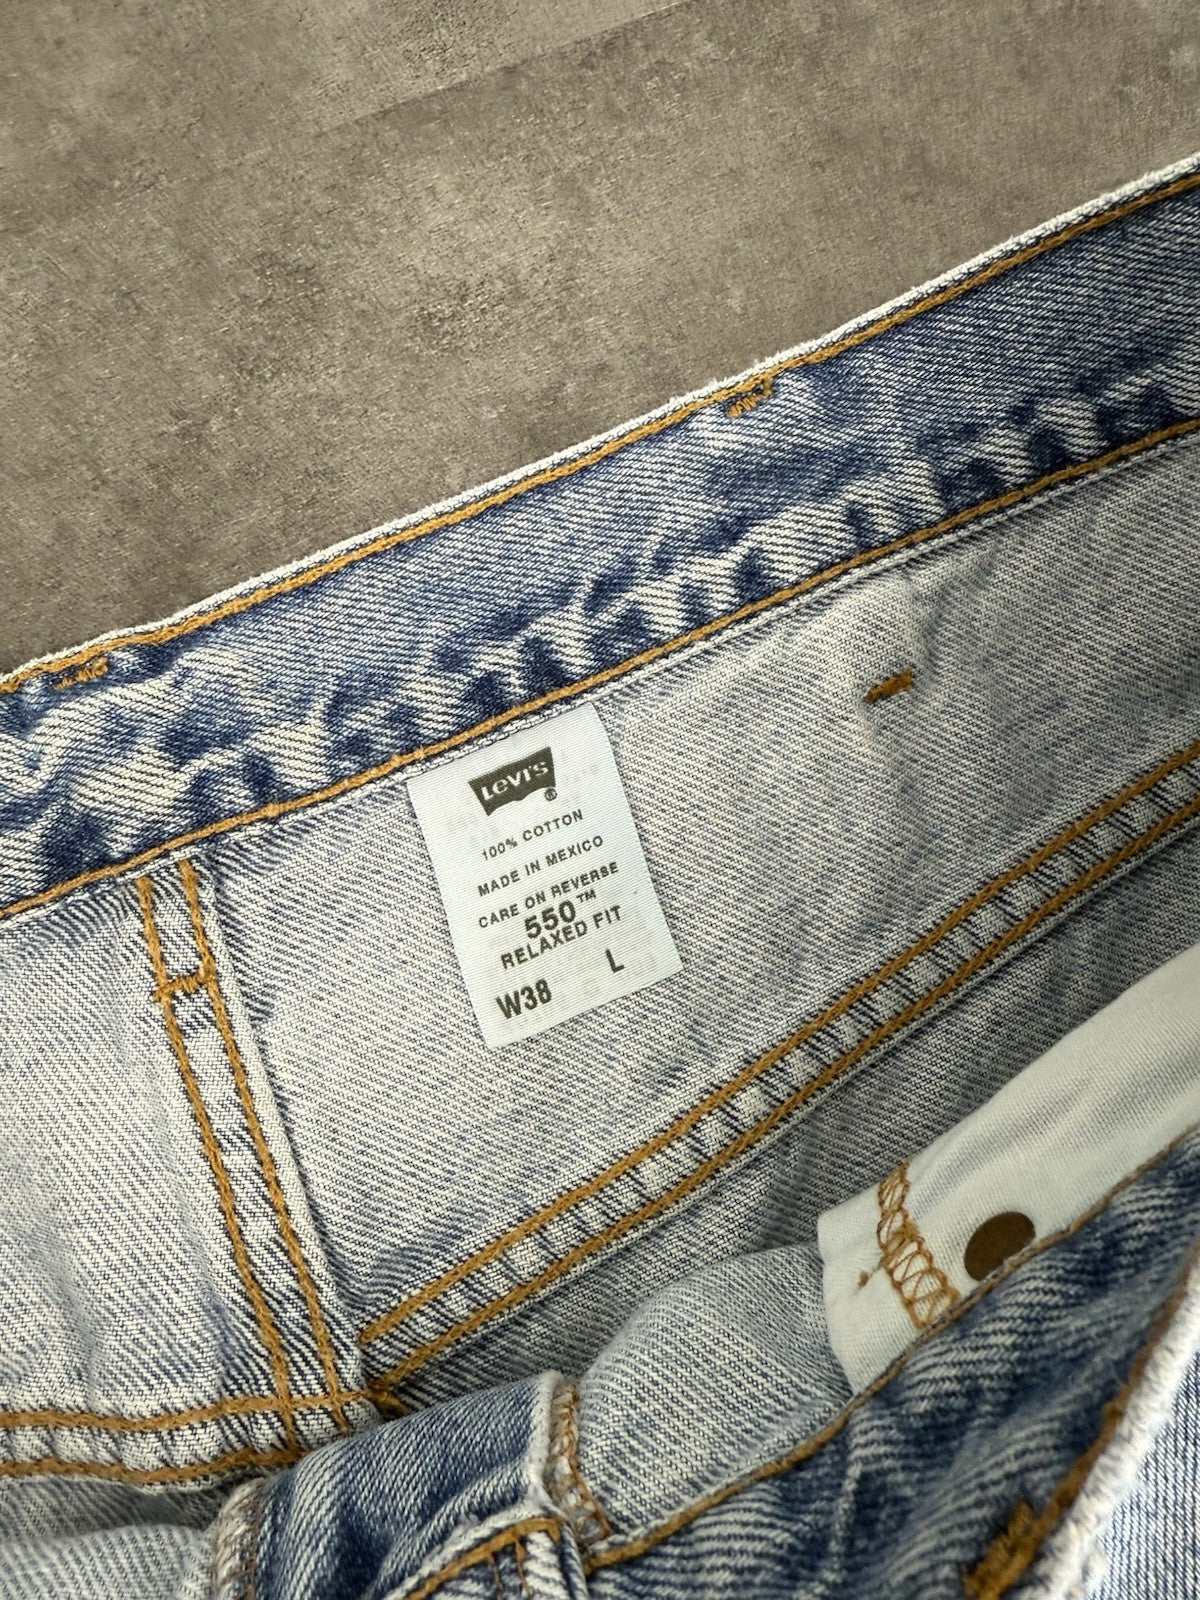 Levi's®
100% COTTON
MADE IN MEXICO
CARE ON REVERSE
550™
RELAXED FIT
W38 L